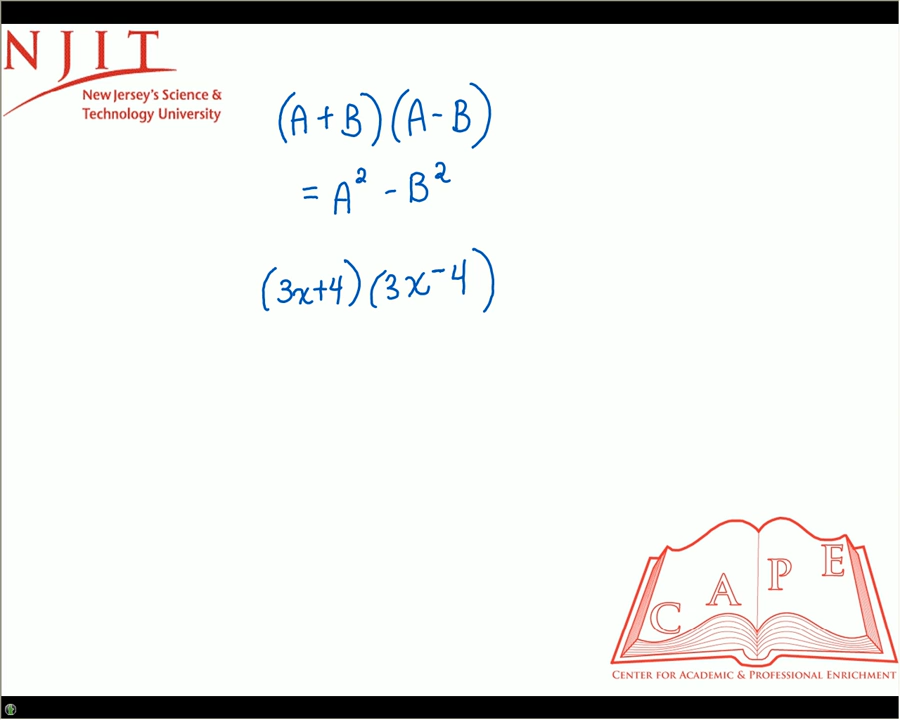 NJIT
New Jersey's Science &
Technology University
(A+B)(A-B)
= A² - B²
(3x+4)(3x-4)
C A P E
CENTER FOR ACADEMIC & PROFESSIONAL ENRICHMENT